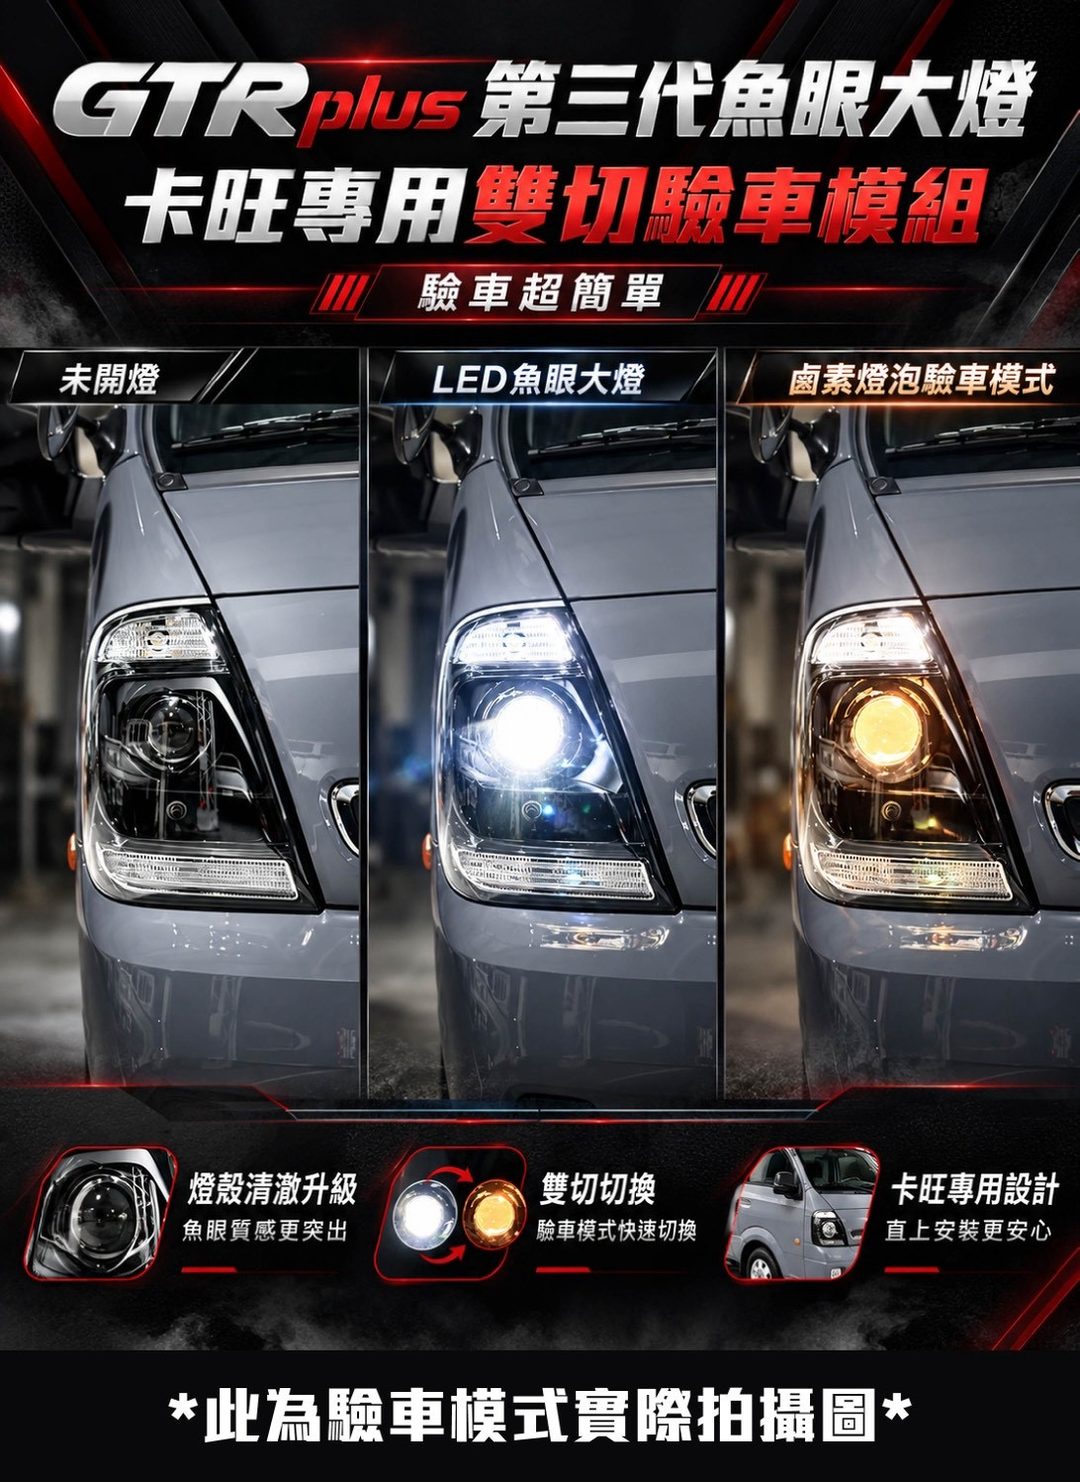 GTRplus 第三代魚眼大燈
卡旺專用雙切驗車模組
驗車超簡單
未開燈
LED魚眼大燈
鹵素燈泡驗車模式
燈殼清澈升級
魚眼質感更突出
雙切切換
驗車模式快速切換
卡旺專用設計
直上安裝更安心
*此為驗車模式實際拍攝圖*